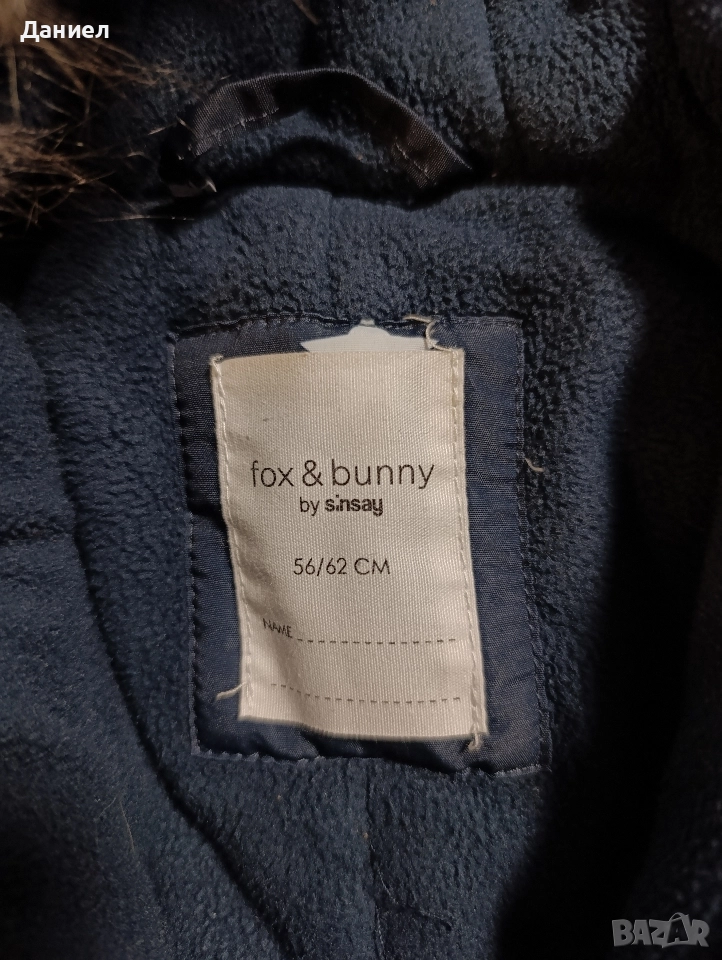 Даниел
fox & bunny
by sinsay
56/62 CM
NAME
BAZAR